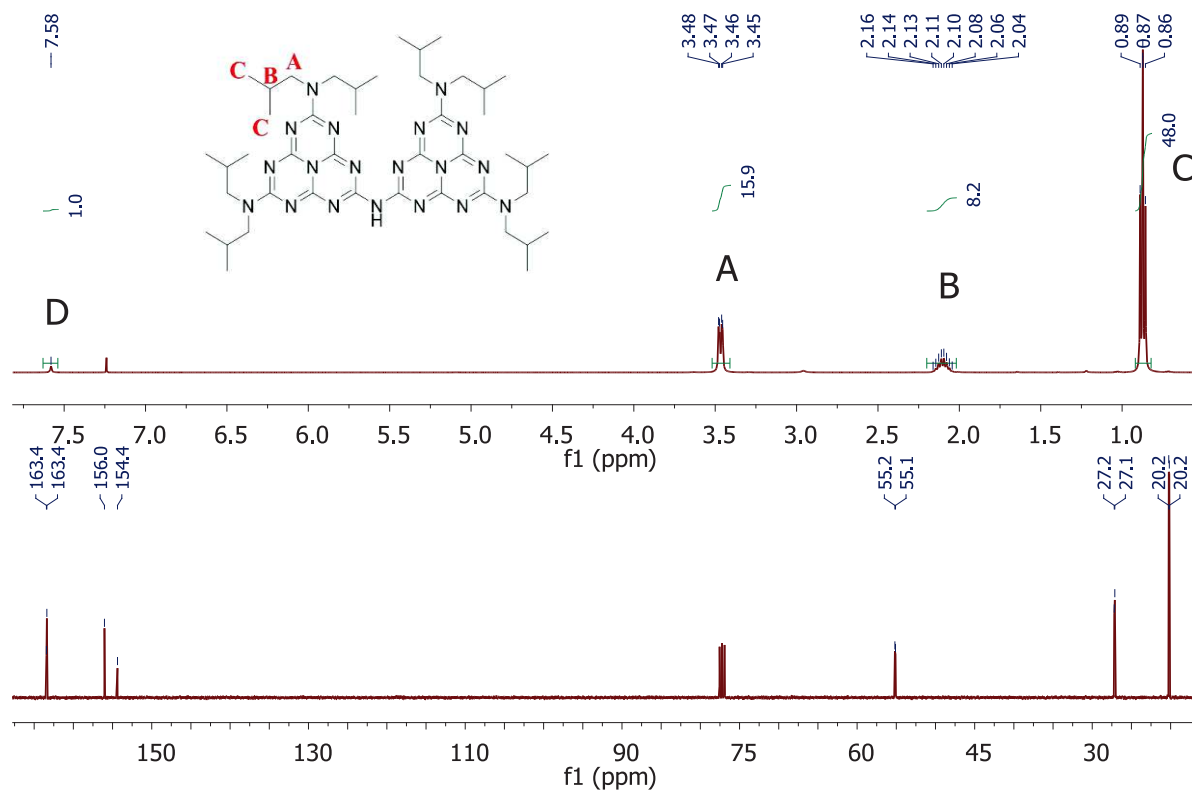 7.58
3.48
3.47
3.46
3.45
2.16
2.14
2.13
2.11
2.10
2.08
2.06
2.04
0.89
0.87
0.86
A
C B
N N
C
N N N N
N N N N N N
N N N N N N N N
H
1.0
15.9
8.2
48.0
C
D
A
B
7.5 7.0 6.5 6.0 5.5 5.0 4.5 4.0 3.5 3.0 2.5 2.0 1.5 1.0
f1 (ppm)
163.4
163.4
156.0
154.4
55.2
55.1
27.2
27.1
20.2
20.2
150 130 110 90 75 60 45 30
f1 (ppm)